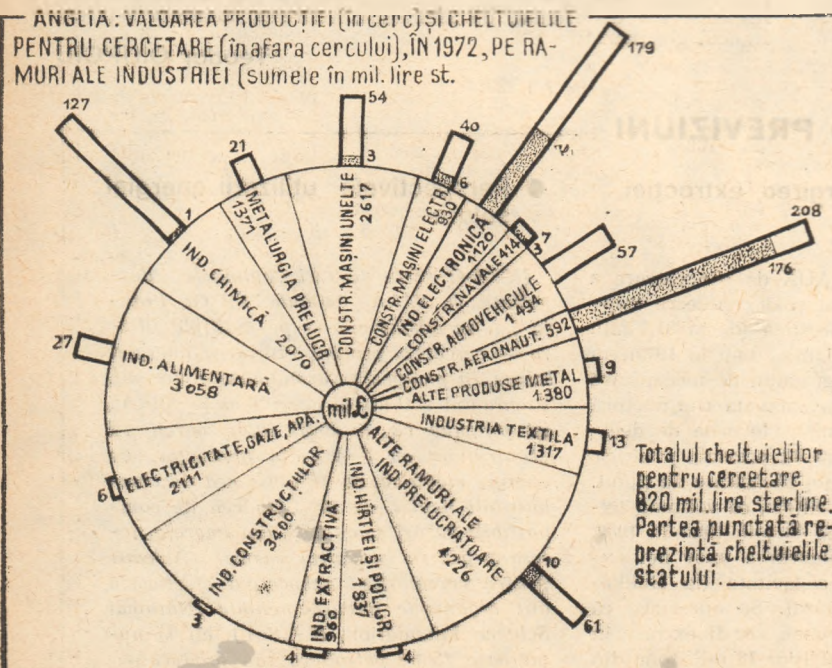 ANGLIA: VALOAREA PRODUCȚIEI (în cerc) ȘI CHELTUIELILE
PENTRU CERCETARE (în afara cercului), ÎN 1972, PE RA-
MURI ALE INDUSTRIEI (sumele în mil. lire st.
PREVIZIUNI
179
54
127
40
21
3
6
1
7
3
57
208
176
27
9
13
6
3
4
4
10
61
mil £
IND. CHIMICĂ
2070
METALURGIA PRELUCR.
1371
CONSTR. MAȘINI UNELTE
2617
CONSTR. MAȘINI ELECTR.
930
IND. ELECTRONICĂ
1120
CONSTR. NAVALE 414
CONSTR. AUTOVEHICULE
1494
CONSTR. AERONAUT. 592
ALTE PRODUSE METAL
1380
INDUSTRIA TEXTILA
1317
ALTE RAMURI ALE
IND. PRELUCRĂTOARE
4226
IND. HÎRTIEI ȘI POLIGR.
1837
IND. EXTRACTIVĂ
960
IND. CONSTRUCȚIILOR
3400
ELECTRICITATE, GAZE, APĂ.
2111
IND. ALIMENTARĂ
3058
Totalul cheltuielilor
pentru cercetare
820 mil. lire sterline.
Partea punctată re-
prezintă cheltuielile
statului.